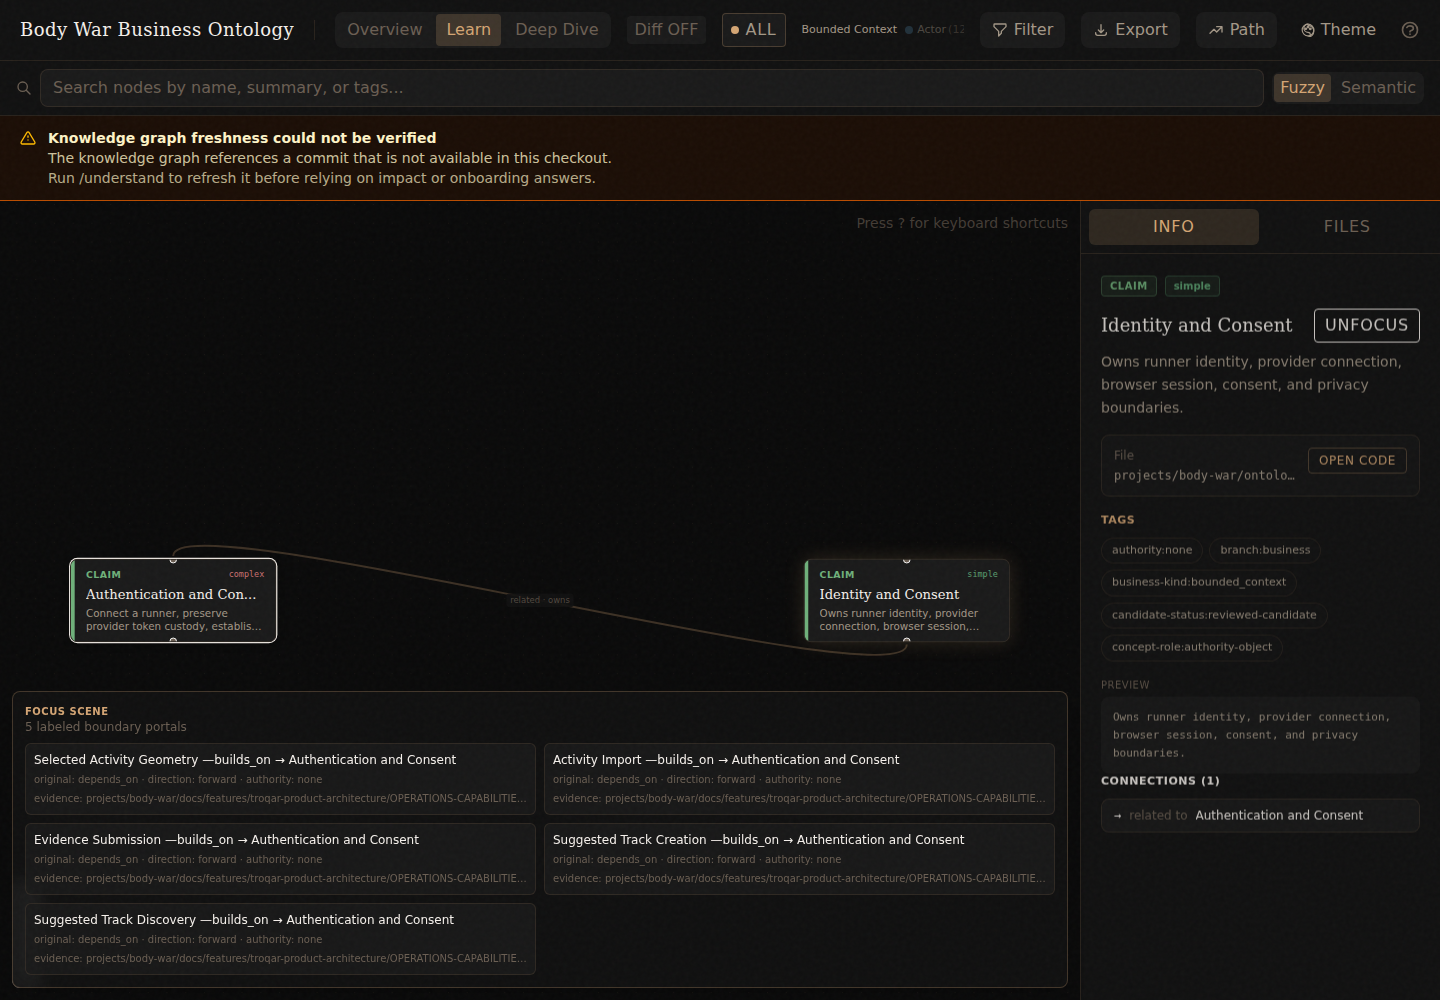 Body War Business Ontology
Overview
Learn
Deep Dive
Diff OFF
ALL
Bounded Context
Actor (12
Filter
Export
Path
Theme
Search nodes by name, summary, or tags...
Fuzzy
Semantic
Knowledge graph freshness could not be verified
The knowledge graph references a commit that is not available in this checkout.
Run /understand to refresh it before relying on impact or onboarding answers.
Press ? for keyboard shortcuts
CLAIM
complex
Authentication and Con...
Connect a runner, preserve
provider token custody, establis...
related · owns
CLAIM
simple
Identity and Consent
Owns runner identity, provider
connection, browser session,...
FOCUS SCENE
5 labeled boundary portals
Selected Activity Geometry —builds_on → Authentication and Consent
original: depends_on · direction: forward · authority: none
evidence: projects/body-war/docs/features/troqar-product-architecture/OPERATIONS-CAPABILITIE...
Activity Import —builds_on → Authentication and Consent
original: depends_on · direction: forward · authority: none
evidence: projects/body-war/docs/features/troqar-product-architecture/OPERATIONS-CAPABILITIE...
Evidence Submission —builds_on → Authentication and Consent
original: depends_on · direction: forward · authority: none
evidence: projects/body-war/docs/features/troqar-product-architecture/OPERATIONS-CAPABILITIE...
Suggested Track Creation —builds_on → Authentication and Consent
original: depends_on · direction: forward · authority: none
evidence: projects/body-war/docs/features/troqar-product-architecture/OPERATIONS-CAPABILITIE...
Suggested Track Discovery —builds_on → Authentication and Consent
original: depends_on · direction: forward · authority: none
evidence: projects/body-war/docs/features/troqar-product-architecture/OPERATIONS-CAPABILITIE...
INFO
FILES
CLAIM
simple
Identity and Consent
UNFOCUS
Owns runner identity, provider connection,
browser session, consent, and privacy
boundaries.
File
projects/body-war/ontolo…
OPEN CODE
TAGS
authority:none
branch:business
business-kind:bounded_context
candidate-status:reviewed-candidate
concept-role:authority-object
PREVIEW
Owns runner identity, provider connection,
browser session, consent, and privacy
boundaries.
CONNECTIONS (1)
→ related to Authentication and Consent